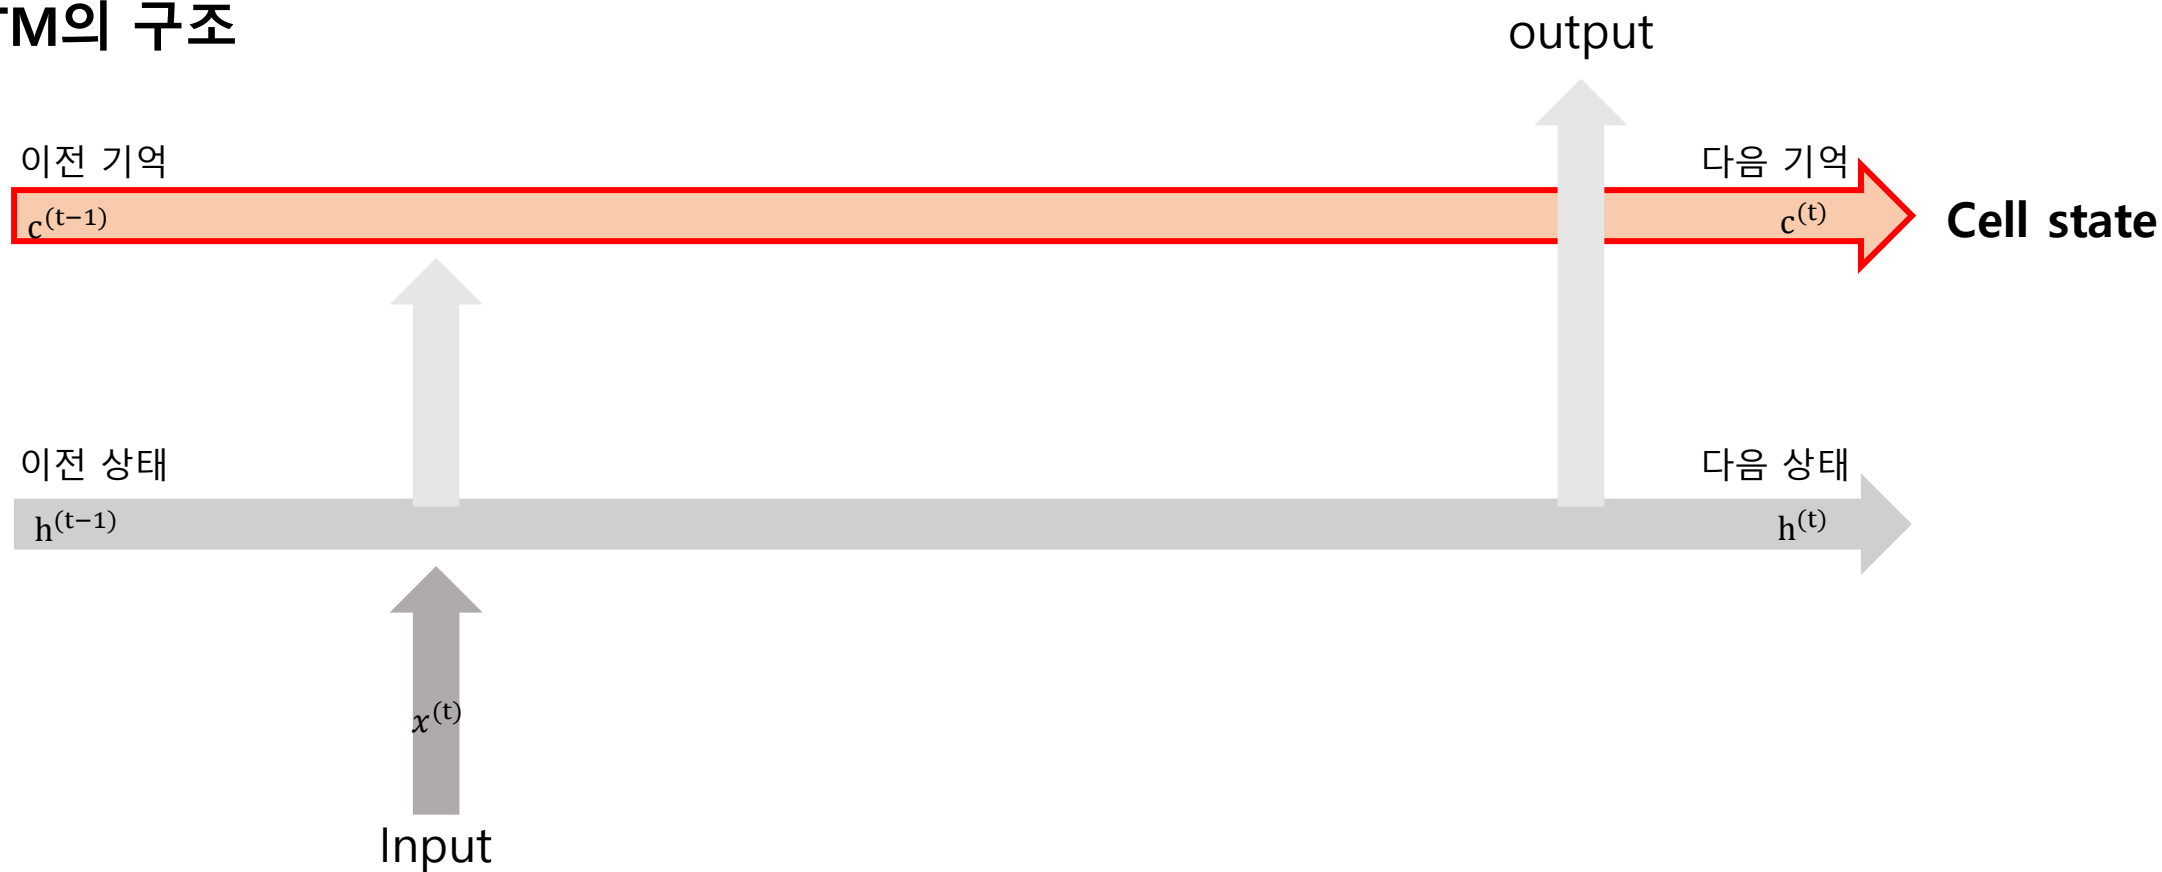 TM의 구조
output
이전 기억
다음 기억
c(t−1)
c(t)
Cell state
이전 상태
다음 상태
h(t−1)
h(t)
x(t)
Input